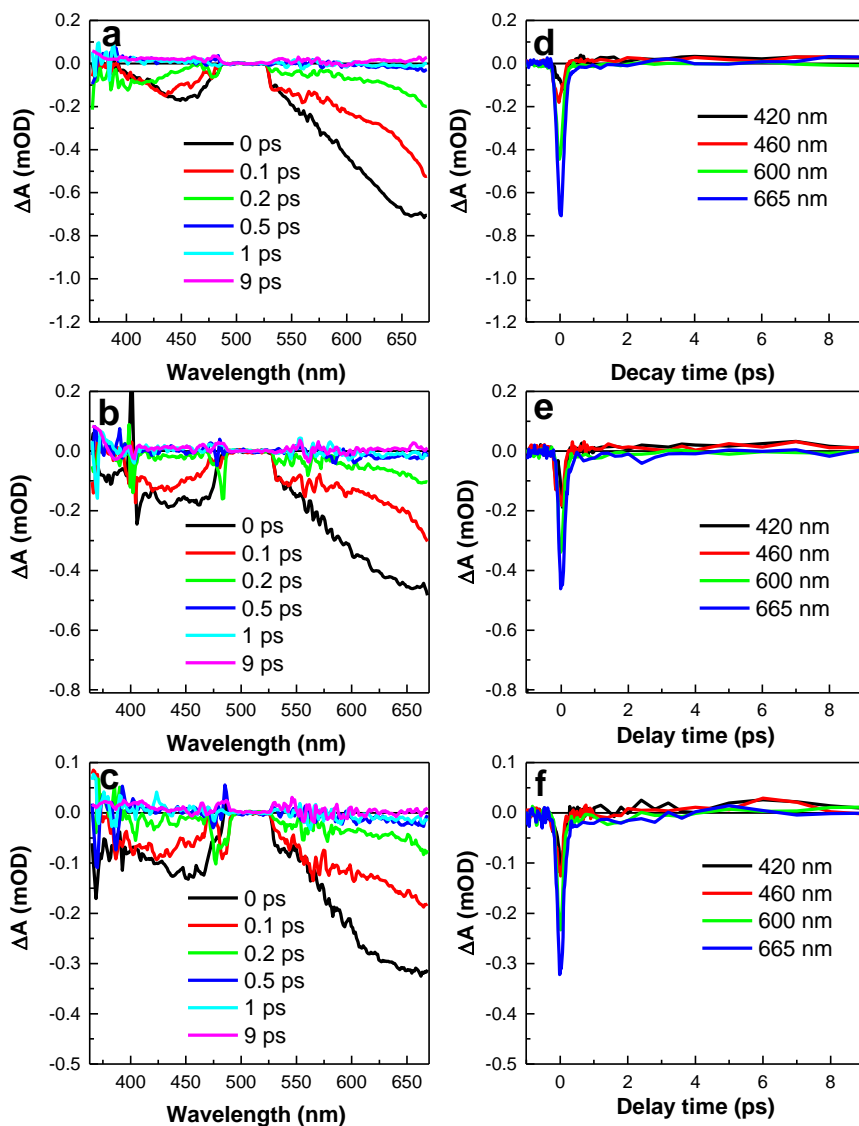 a
0.2
0.0
-0.2
-0.4
-0.6
-0.8
-1.0
-1.2
ΔA (mOD)
0 ps
0.1 ps
0.2 ps
0.5 ps
1 ps
9 ps
400 450 500 550 600 650
Wavelength (nm)
d
0.2
0.0
-0.2
-0.4
-0.6
-0.8
-1.0
-1.2
ΔA (mOD)
420 nm
460 nm
600 nm
665 nm
0 2 4 6 8
Decay time (ps)
b
0.2
0.0
-0.2
-0.4
-0.6
-0.8
ΔA (mOD)
0 ps
0.1 ps
0.2 ps
0.5 ps
1 ps
9 ps
400 450 500 550 600 650
Wavelength (nm)
e
0.2
0.0
-0.2
-0.4
-0.6
-0.8
ΔA (mOD)
420 nm
460 nm
600 nm
665 nm
0 2 4 6 8
Delay time (ps)
c
0.1
0.0
-0.1
-0.2
-0.3
-0.4
-0.5
ΔA (mOD)
0 ps
0.1 ps
0.2 ps
0.5 ps
1 ps
9 ps
400 450 500 550 600 650
Wavelength (nm)
f
0.1
0.0
-0.1
-0.2
-0.3
-0.4
-0.5
ΔA (mOD)
420 nm
460 nm
600 nm
665 nm
0 2 4 6 8
Delay time (ps)